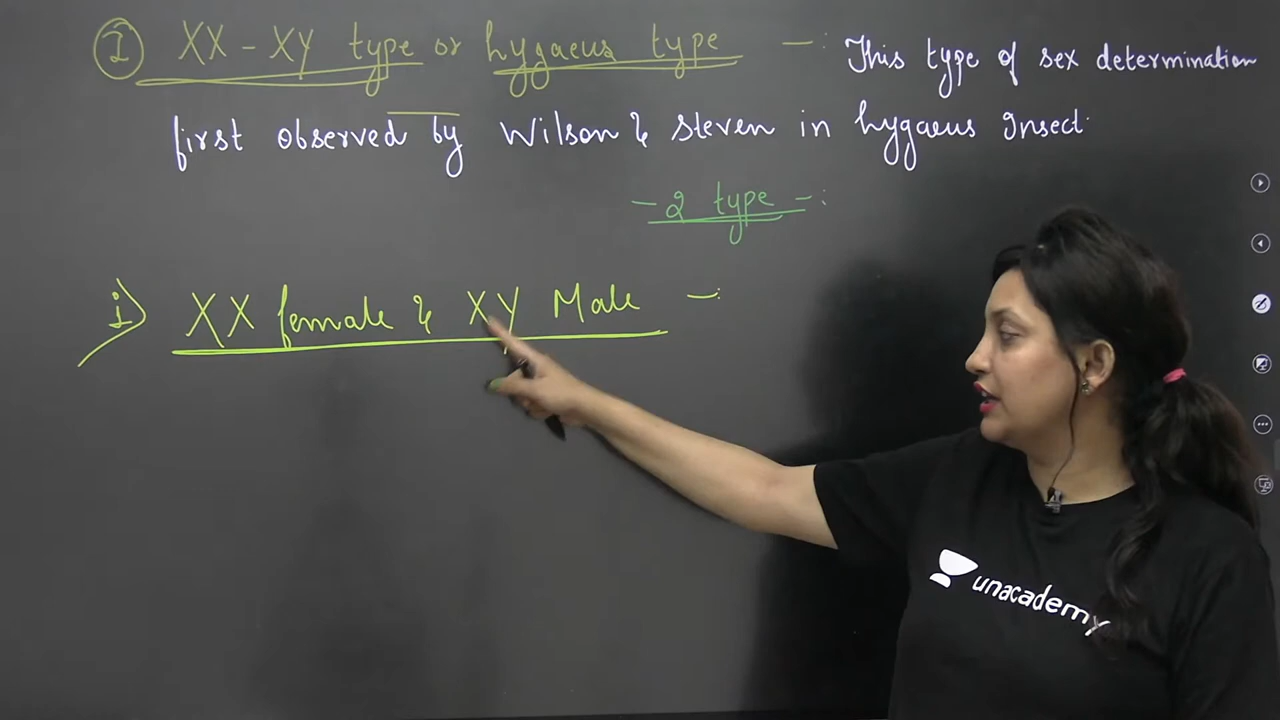 ① XX - XY type or hygaeus type -: This type of sex determination
first observed by Wilson & Steven in hygaeus Insect
- 2 type -:
i) XX female & XY Male -:
unacademy